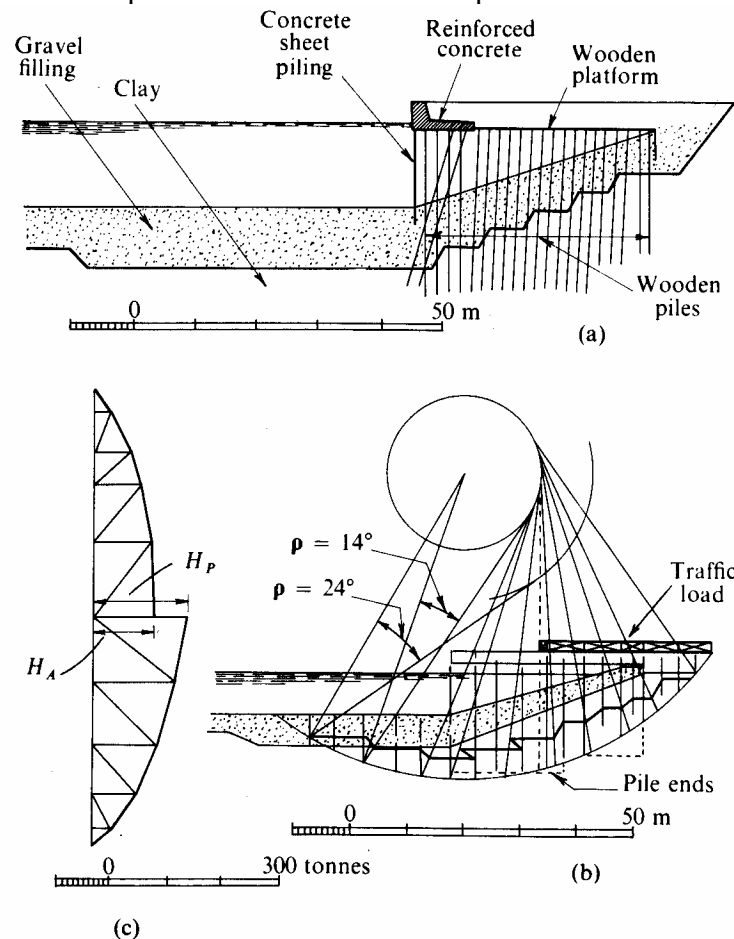 Gravel
filling
Clay
Concrete
sheet
piling
Reinforced
concrete
Wooden
platform
Wooden
piles
0
50 m
(a)
ρ = 14°
ρ = 24°
Traffic
load
Pile ends
0
50 m
(b)
H_P
H_A
0
300 tonnes
(c)